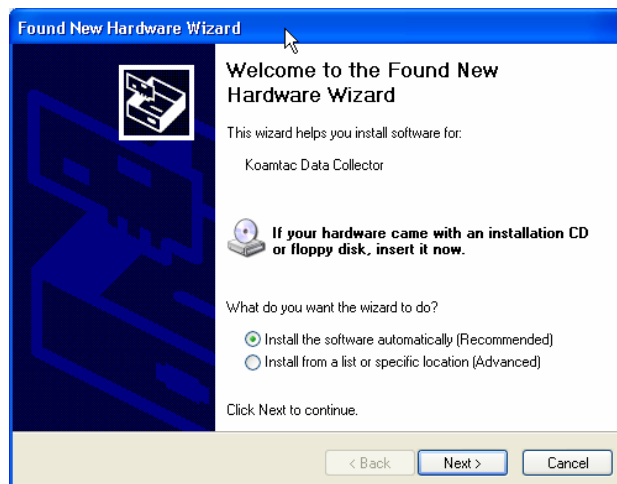 Found New Hardware Wizard
Welcome to the Found New
Hardware Wizard
This wizard helps you install software for:
Koamtac Data Collector
If your hardware came with an installation CD
or floppy disk, insert it now.
What do you want the wizard to do?
Install the software automatically (Recommended)
Install from a list or specific location (Advanced)
Click Next to continue.
< Back Next > Cancel